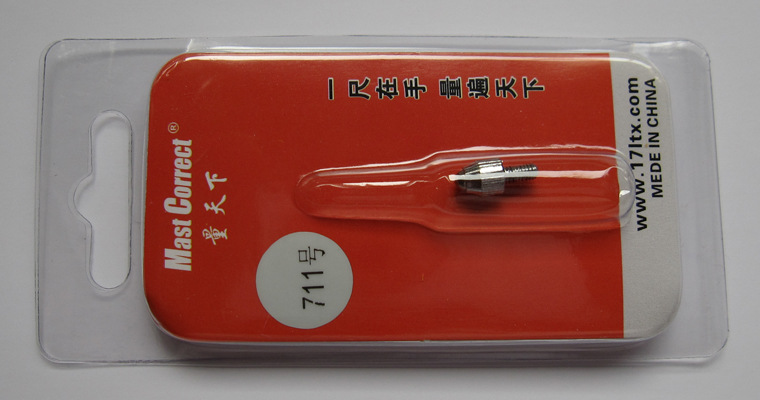 一尺在手 量遍天下
Mast Correct®
量天下
711号
www.17ltx.com
MEDE iN CHINA